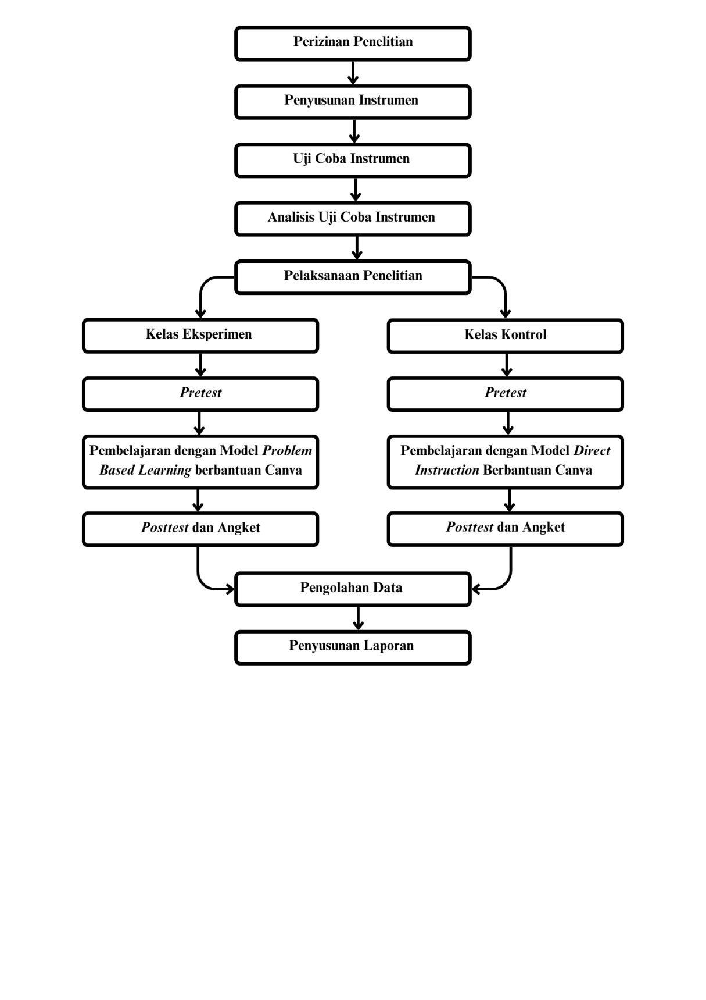 Perizinan Penelitian
Penyusunan Instrumen
Uji Coba Instrumen
Analisis Uji Coba Instrumen
Pelaksanaan Penelitian
Kelas Eksperimen
Kelas Kontrol
Pretest
Pretest
Pembelajaran dengan Model Problem
Based Learning berbantuan Canva
Pembelajaran dengan Model Direct
Instruction Berbantuan Canva
Posttest dan Angket
Posttest dan Angket
Pengolahan Data
Penyusunan Laporan